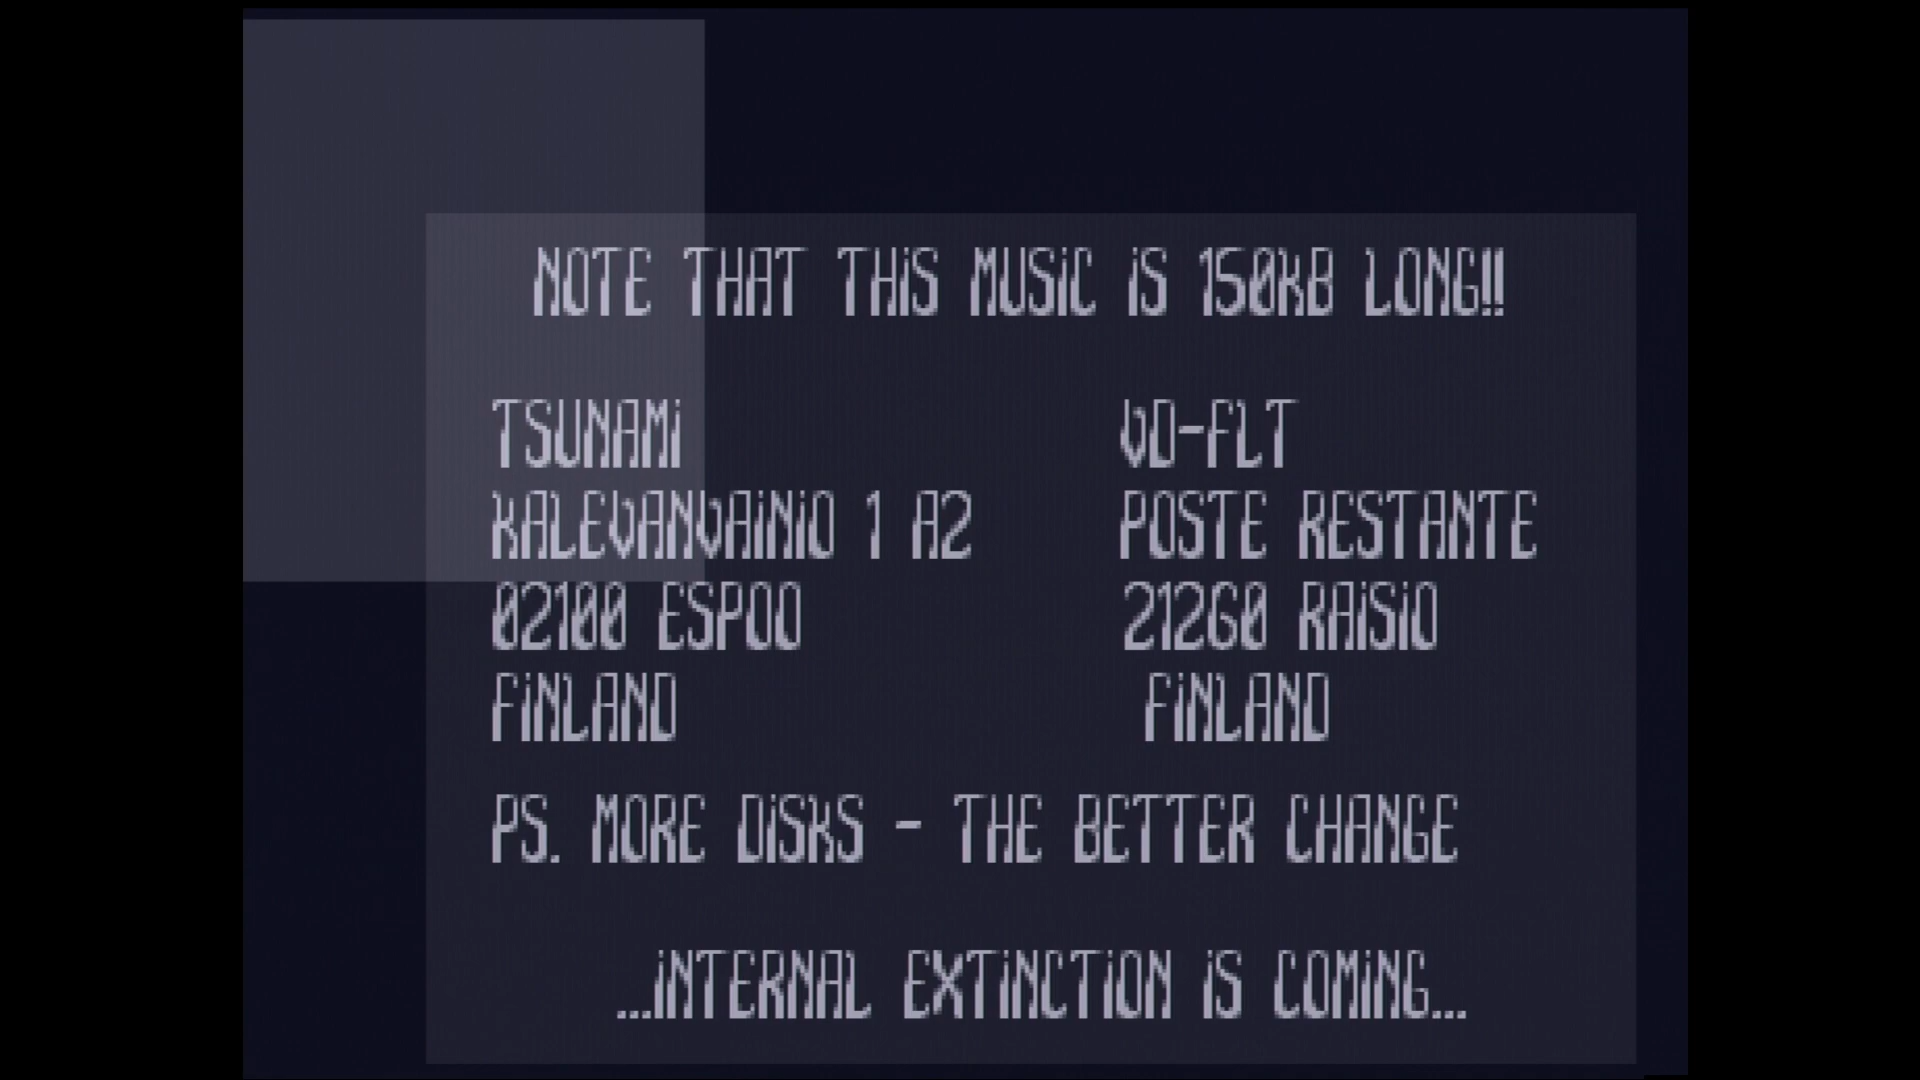 NOTE THAT THIS MUSIC IS 150KB LONG!!
TSUNAMI
KALEVANVAINIO 1 A2
02100 ESPOO
FINLAND
VD-FLT
POSTE RESTANTE
21260 RAISIO
FINLAND
PS. MORE DISKS - THE BETTER CHANGE
...INTERNAL EXTINCTION IS COMING...